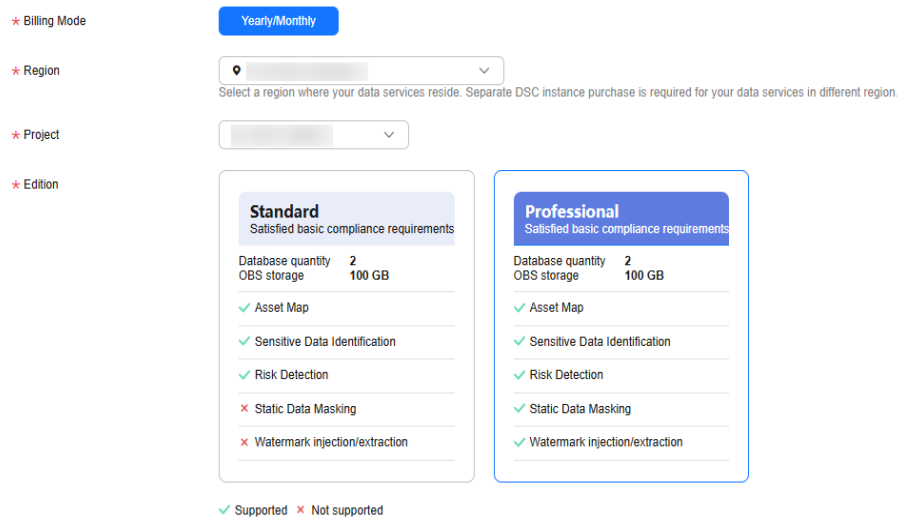 * Billing Mode Yearly/Monthly
* Region
Select a region where your data services reside. Separate DSC instance purchase is required for your data services in different region.
* Project
* Edition
Standard
Satisfied basic compliance requirements
Database quantity 2
OBS storage 100 GB
Asset Map
Sensitive Data Identification
Risk Detection
Static Data Masking
Watermark injection/extraction
Professional
Satisfied basic compliance requirements
Database quantity 2
OBS storage 100 GB
Asset Map
Sensitive Data Identification
Risk Detection
Static Data Masking
Watermark injection/extraction
Supported Not supported